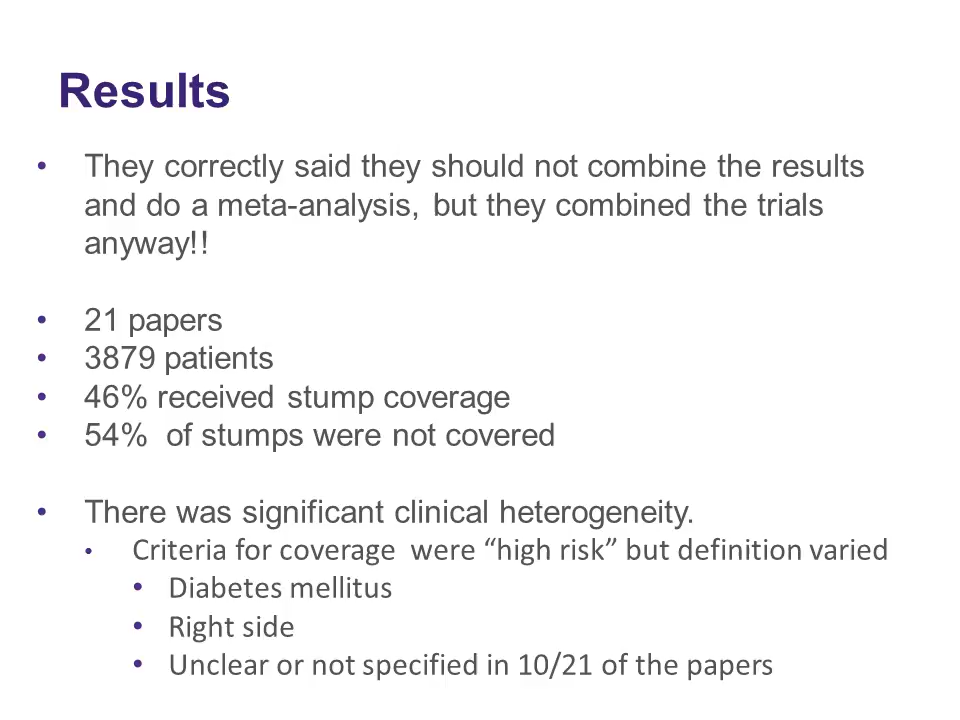 Results
• They correctly said they should not combine the results
and do a meta-analysis, but they combined the trials
anyway!!
• 21 papers
• 3879 patients
• 46% received stump coverage
• 54%  of stumps were not covered
• There was significant clinical heterogeneity.
• Criteria for coverage  were “high risk” but definition varied
• Diabetes mellitus
• Right side
• Unclear or not specified in 10/21 of the papers